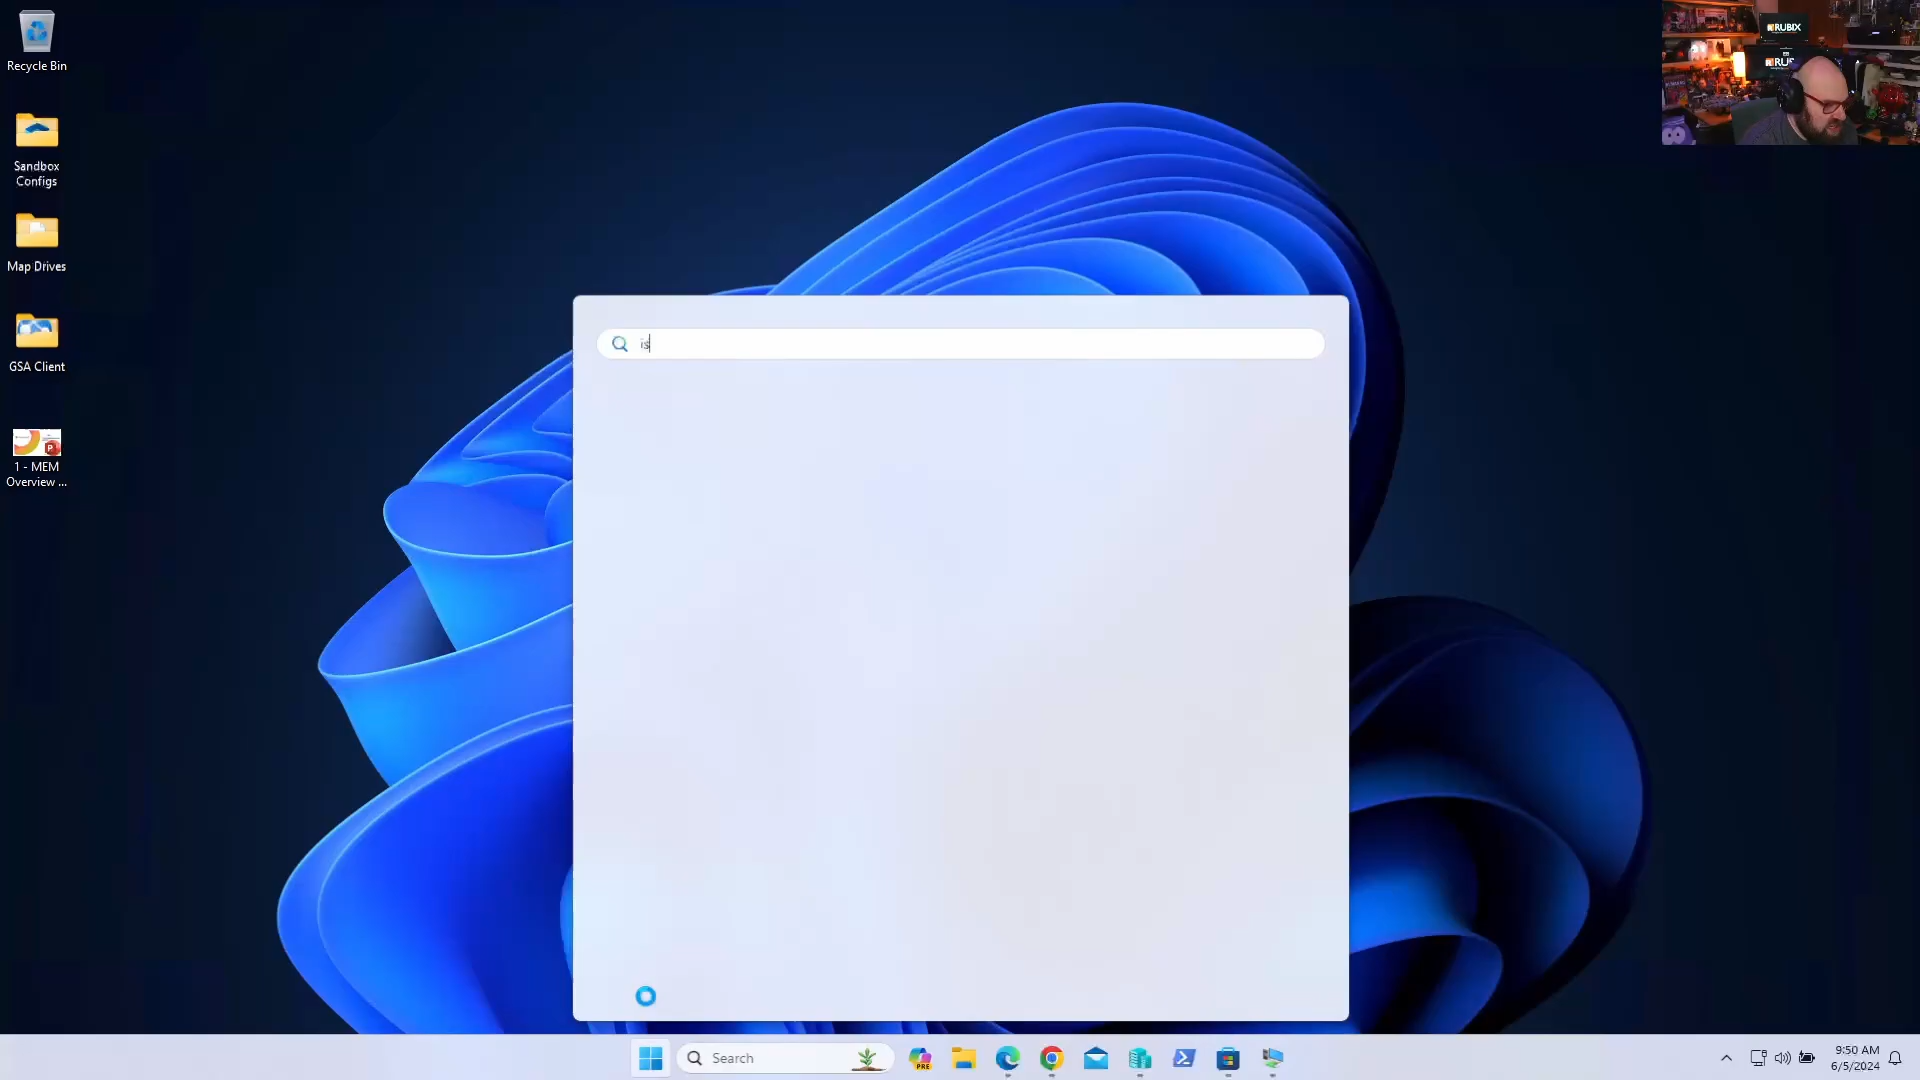 Recycle Bin
Sandbox
Configs
Map Drives
GSA Client
1 - MEM
Overview ...
is
RUBIX
Search
PRE
9:50 AM
6/5/2024